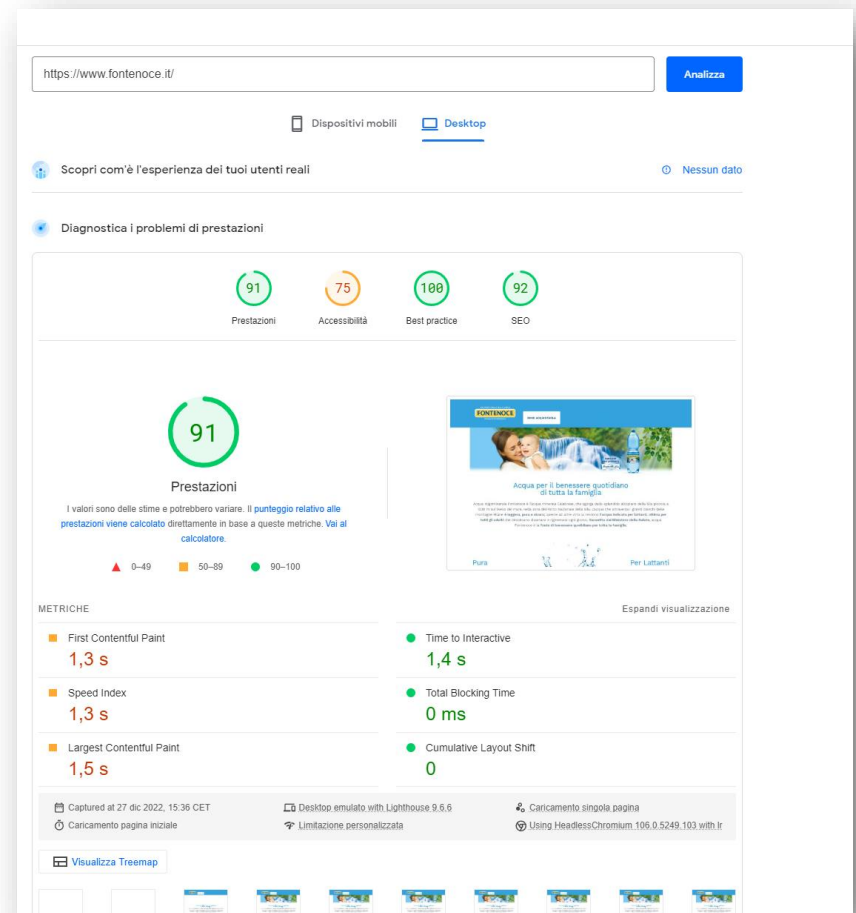 https://www.fontenoce.it/
Analizza
Dispositivi mobili
Desktop
Scopri com'è l'esperienza dei tuoi utenti reali
Nessun dato
Diagnostica i problemi di prestazioni
91
75
100
92
Prestazioni
Accessibilità
Best practice
SEO
91
Prestazioni
I valori sono delle stime e potrebbero variare. Il punteggio relativo alle
prestazioni viene calcolato direttamente in base a queste metriche. Vai al
calcolatore.
0–49
50–89
90–100
FONTENOCE
Acqua per il benessere quotidiano
di tutta la famiglia
Pura
Per Lattanti
METRICHE
Espandi visualizzazione
First Contentful Paint
1,3 s
Time to Interactive
1,4 s
Speed Index
1,3 s
Total Blocking Time
0 ms
Largest Contentful Paint
1,5 s
Cumulative Layout Shift
0
Captured at 27 dic 2022, 15:36 CET
Desktop emulato with Lighthouse 9.6.6
Caricamento singola pagina
Caricamento pagina iniziale
Limitazione personalizzata
Using HeadlessChromium 106.0.5249.103 with lr
Visualizza Treemap